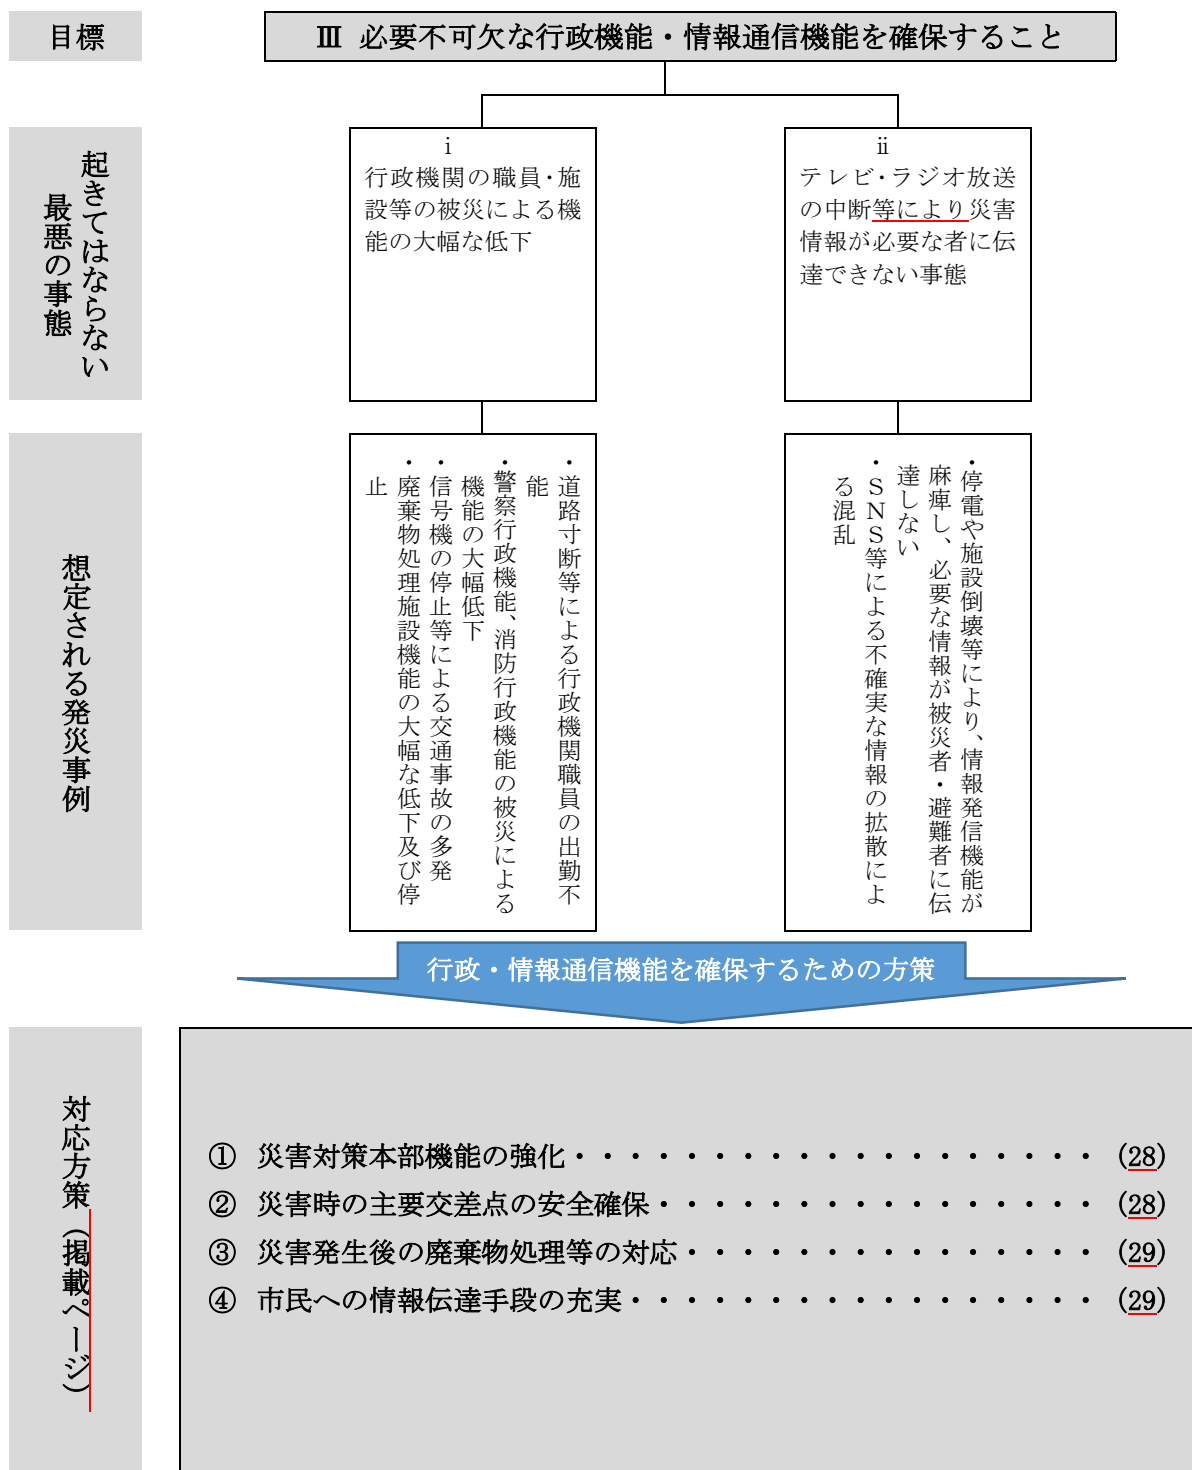 目標
Ⅲ 必要不可欠な行政機能・情報通信機能を確保すること
起きてはならない
最悪の事態
ⅰ
行政機関の職員・施
設等の被災による機
能の大幅な低下
ⅱ
テレビ・ラジオ放送
の中断等により災害
情報が必要な者に伝
達できない事態
想定される発災事例
・道路寸断等による行政機関職員の出勤不
能
・警察行政機能、消防行政機能の被災による
機能の大幅低下
・信号機の停止等による交通事故の多発
・廃棄物処理施設機能の大幅な低下及び停
止
・停電や施設倒壊等により、情報発信機能が
麻痺し、必要な情報が被災者・避難者に伝
達しない
・ＳＮＳ等による不確実な情報の拡散によ
る混乱
行政・情報通信機能を確保するための方策
対応方策（掲載ページ）
① 災害対策本部機能の強化・・・・・・・・・・・・・・・・・・・（28）
② 災害時の主要交差点の安全確保・・・・・・・・・・・・・・・・（28）
③ 災害発生後の廃棄物処理等の対応・・・・・・・・・・・・・・・（29）
④ 市民への情報伝達手段の充実・・・・・・・・・・・・・・・・・（29）